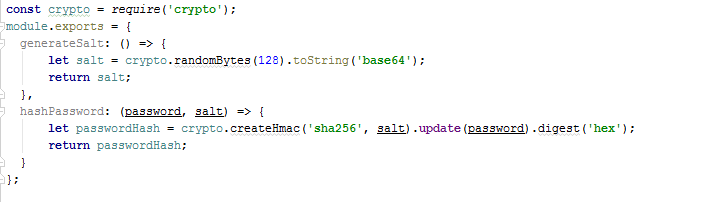 const crypto = require('crypto');
module.exports = {
generateSalt: () => {
let salt = crypto.randomBytes(128).toString('base64');
return salt;
},
hashPassword: (password, salt) => {
let passwordHash = crypto.createHmac('sha256', salt).update(password).digest('hex');
return passwordHash;
}
};